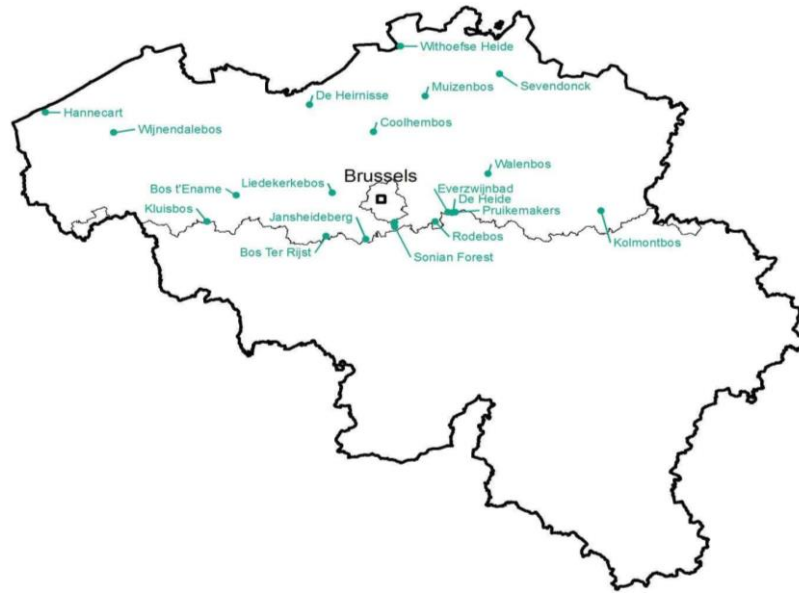 Withoefse Heide
Sevendonck
Muizenbos
De Heirnisse
Hannecart
Coolhembos
Wijnendalebos
Walenbos
Brussels
Liedekerkebos
Bos t'Ename
Everzwijnbad
De Heide
Pruikemakers
Kluisbos
Jansheideberg
Rodebos
Kolmontbos
Bos Ter Rijst
Sonian Forest